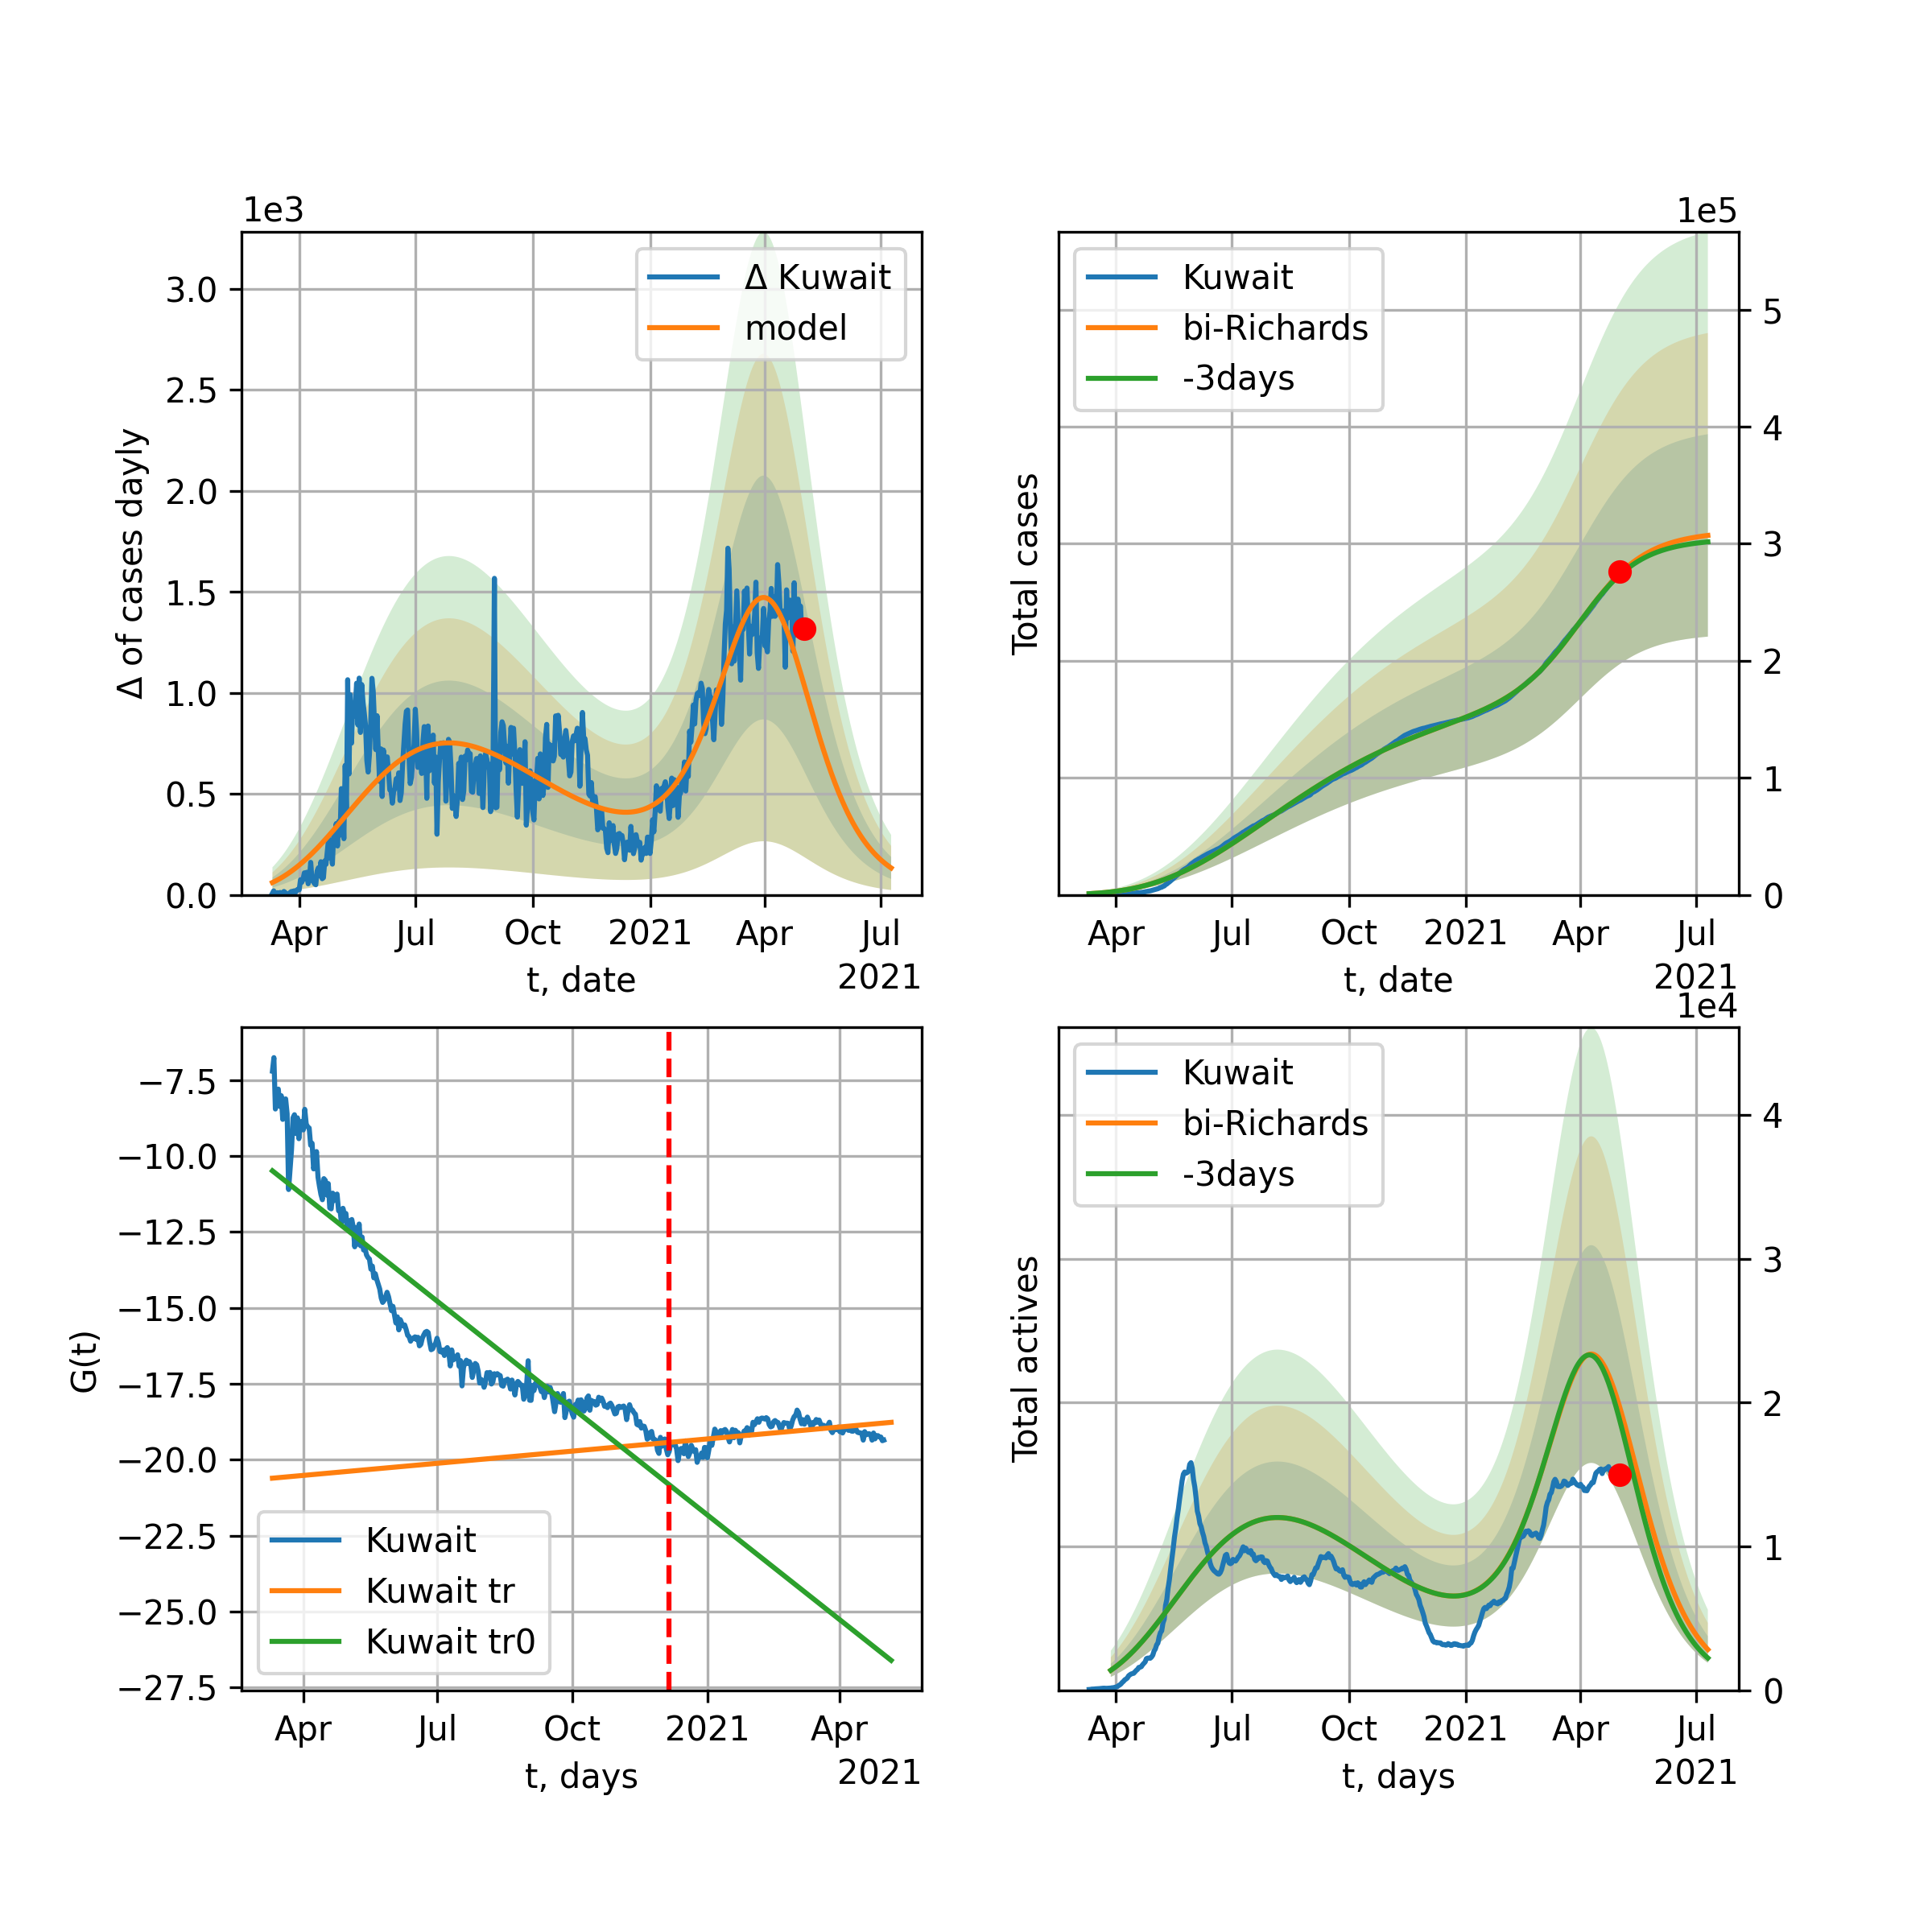 1e3
Δ Kuwait
model
3.0
2.5
2.0
1.5
1.0
0.5
0.0
Δ of cases dayly
Apr
Jul
Oct
2021
Apr
Jul
t, date
2021
1e5
Kuwait
bi-Richards
-3days
5
4
3
2
1
0
Total cases
Apr
Jul
Oct
2021
Apr
Jul
t, date
2021
−7.5
−10.0
−12.5
−15.0
−17.5
−20.0
−22.5
−25.0
−27.5
G(t)
Kuwait
Kuwait tr
Kuwait tr0
Apr
Jul
Oct
2021
Apr
t, days
2021
1e4
Kuwait
bi-Richards
-3days
4
3
2
1
0
Total actives
Apr
Jul
Oct
2021
Apr
Jul
t, days
2021